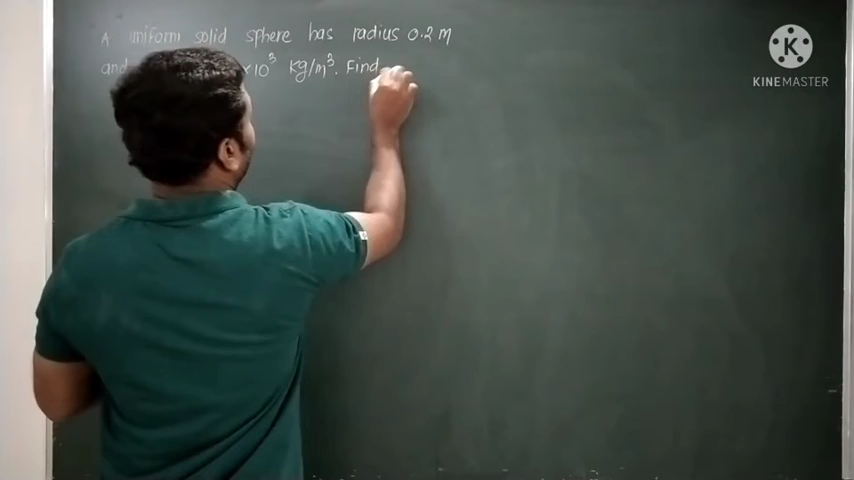 A uniform solid sphere has radius 0.2 m
and ×10³ kg/m³. Find
K
KINEMASTER